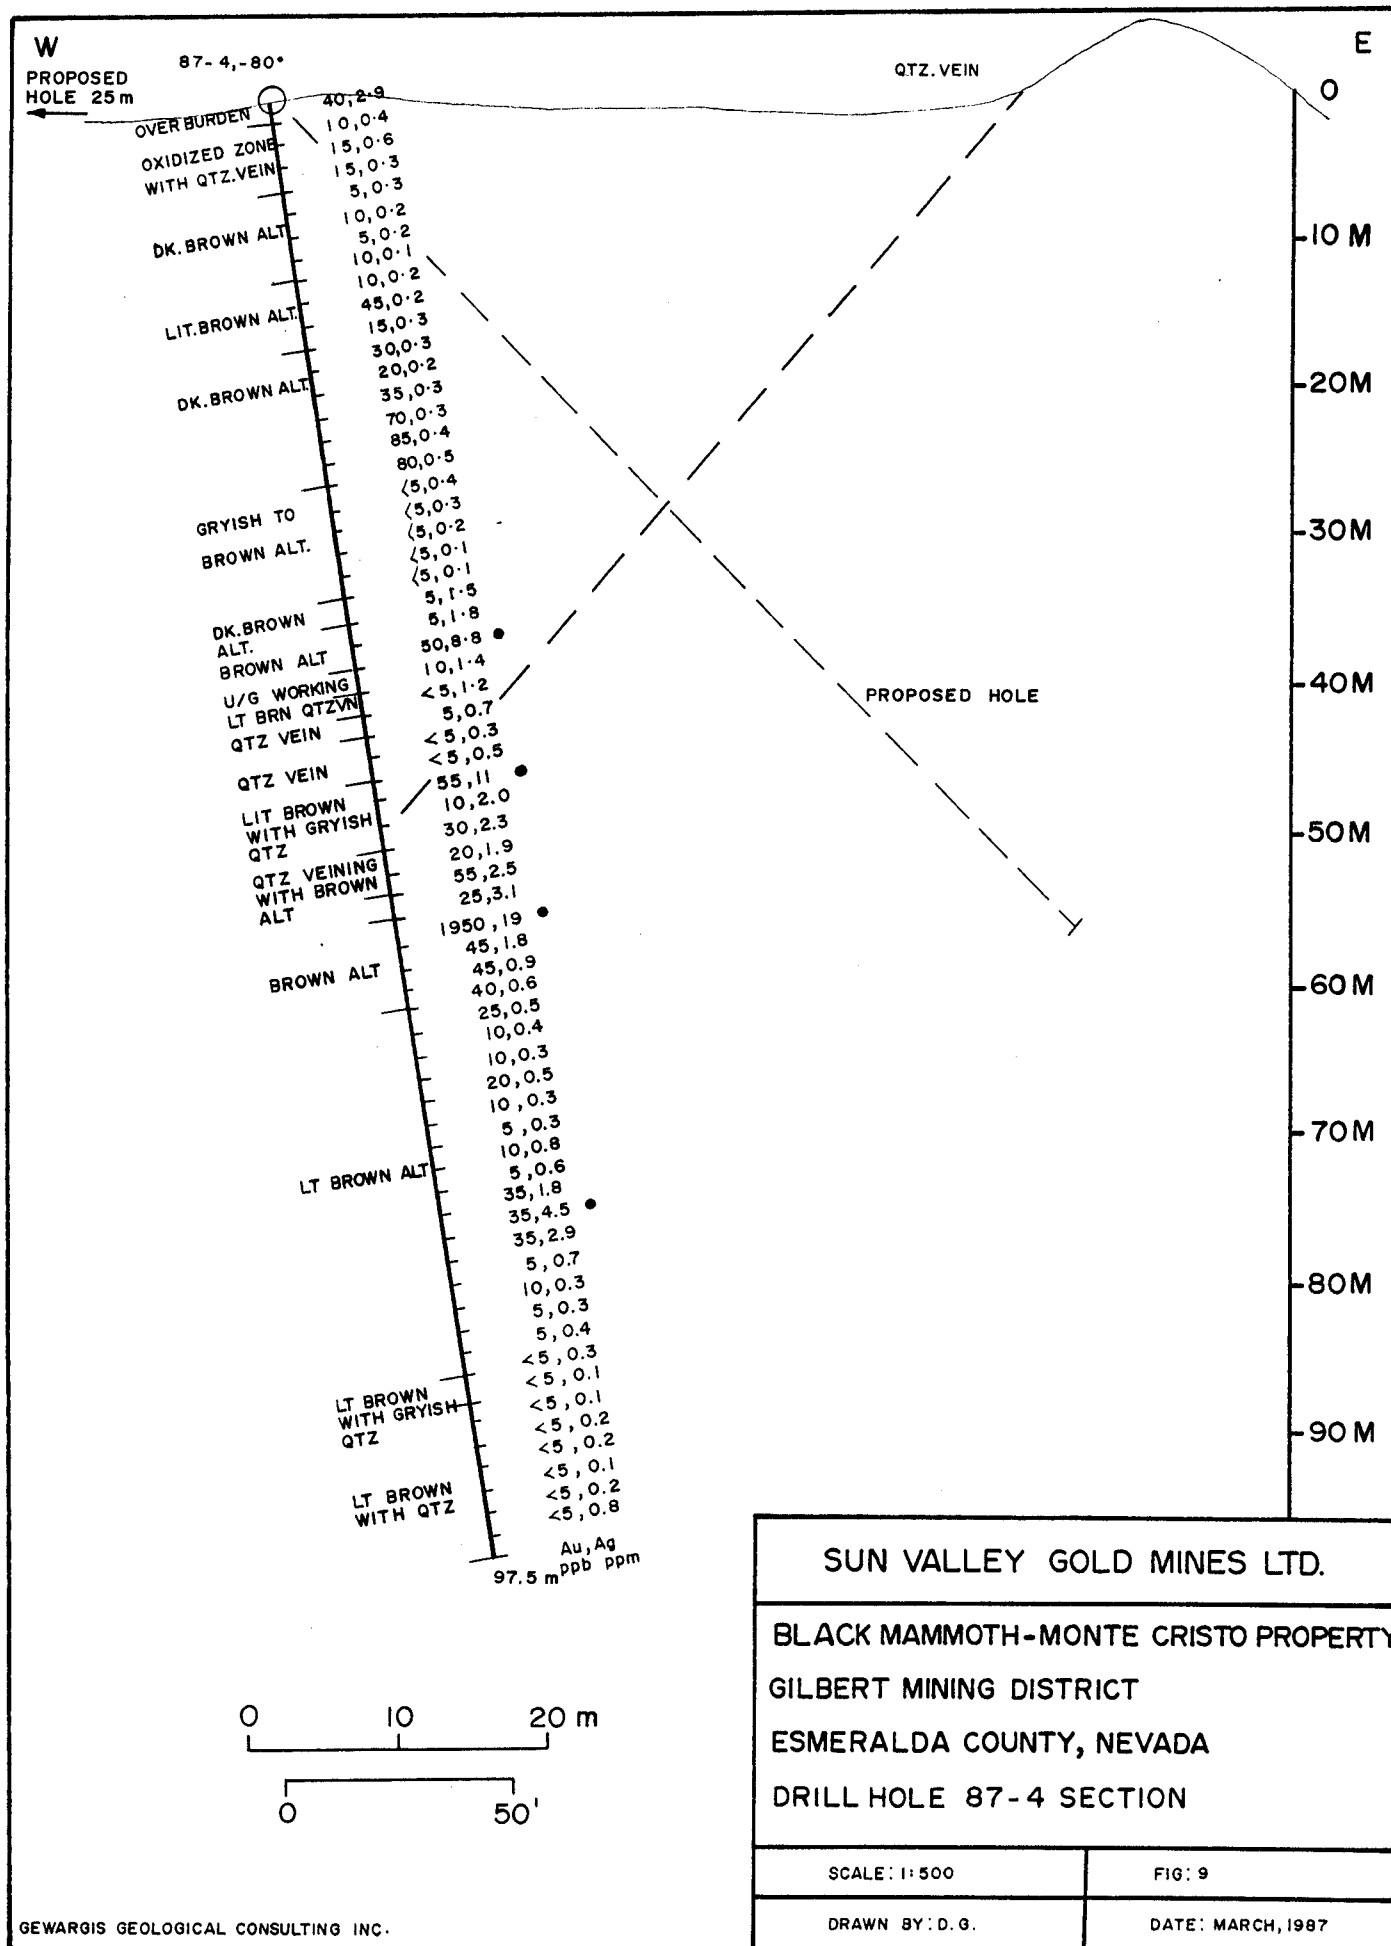 W
E
87-4,-80°
PROPOSED
HOLE 25m
QTZ. VEIN
0
10 M
20M
30M
40M
50M
60M
70M
80M
90M
OVERBURDEN
OXIDIZED ZONE
WITH QTZ.VEIN
DK.BROWN ALT
LIT.BROWN ALT.
DK.BROWN ALT.
GRYISH TO
BROWN ALT.
DK.BROWN
ALT.
BROWN ALT
U/G WORKING
LT BRN QTZVN
QTZ VEIN
QTZ VEIN
LIT BROWN
WITH GRYISH
QTZ
QTZ VEINING
WITH BROWN
ALT
BROWN ALT
LT BROWN ALT
LT BROWN
WITH GRYISH
QTZ
LT BROWN
WITH QTZ
40,2·9
10,0·4
15,0·6
15,0·3
5,0·3
10,0·2
5,0·2
10,0·1
10,0·2
45,0·2
15,0·3
30,0·3
20,0·2
35,0·3
70,0·3
85,0·4
80,0·5
<5,0·4
<5,0·3
<5,0·2
<5,0·1
<5,0·1
5,1·5
5,1·8
50,8·8
10,1·4
<5,1·2
5,0.7
<5,0.3
<5,0.5
55,11
10,2.0
30,2.3
20,1.9
55,2.5
25,3.1
1950,19
45,1.8
45,0.9
40,0.6
25,0.5
10,0.4
10,0.3
20,0.5
10,0.3
5,0.3
10,0.8
5,0.6
35,1.8
35,4.5
35,2.9
5,0.7
10,0.3
5,0.3
5,0.4
<5,0.3
<5,0.1
<5,0.1
<5,0.2
<5,0.2
<5,0.1
<5,0.2
<5,0.8
Au, Ag
ppb ppm
97.5 m
PROPOSED HOLE
0 10 20 m
0 50'
SUN VALLEY GOLD MINES LTD.
BLACK MAMMOTH-MONTE CRISTO PROPERTY
GILBERT MINING DISTRICT
ESMERALDA COUNTY, NEVADA
DRILL HOLE 87-4 SECTION
SCALE: 1:500
FIG: 9
DRAWN BY: D.G.
DATE: MARCH, 1987
GEWARGIS GEOLOGICAL CONSULTING INC.